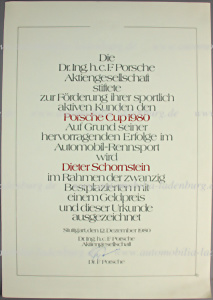 Die
Dr. Ing. h. c. F. Porsche
Aktiengesellschaft
stiftete
zur Förderung ihrer sportlich
aktiven Kunden den
Porsche Cup 1980
Auf Grund seiner
hervorragenden Erfolge im
Automobil-Rennsport
wird
Dieter Schornstein
im Rahmen der zwanzig
Bestplazierten mit
einem Geldpreis
und dieser Urkunde
ausgezeichnet
Stuttgart, den 12. Dezember 1980
Dr. Ing. h. c. F. Porsche
Aktiengesellschaft
Dr. F. Porsche